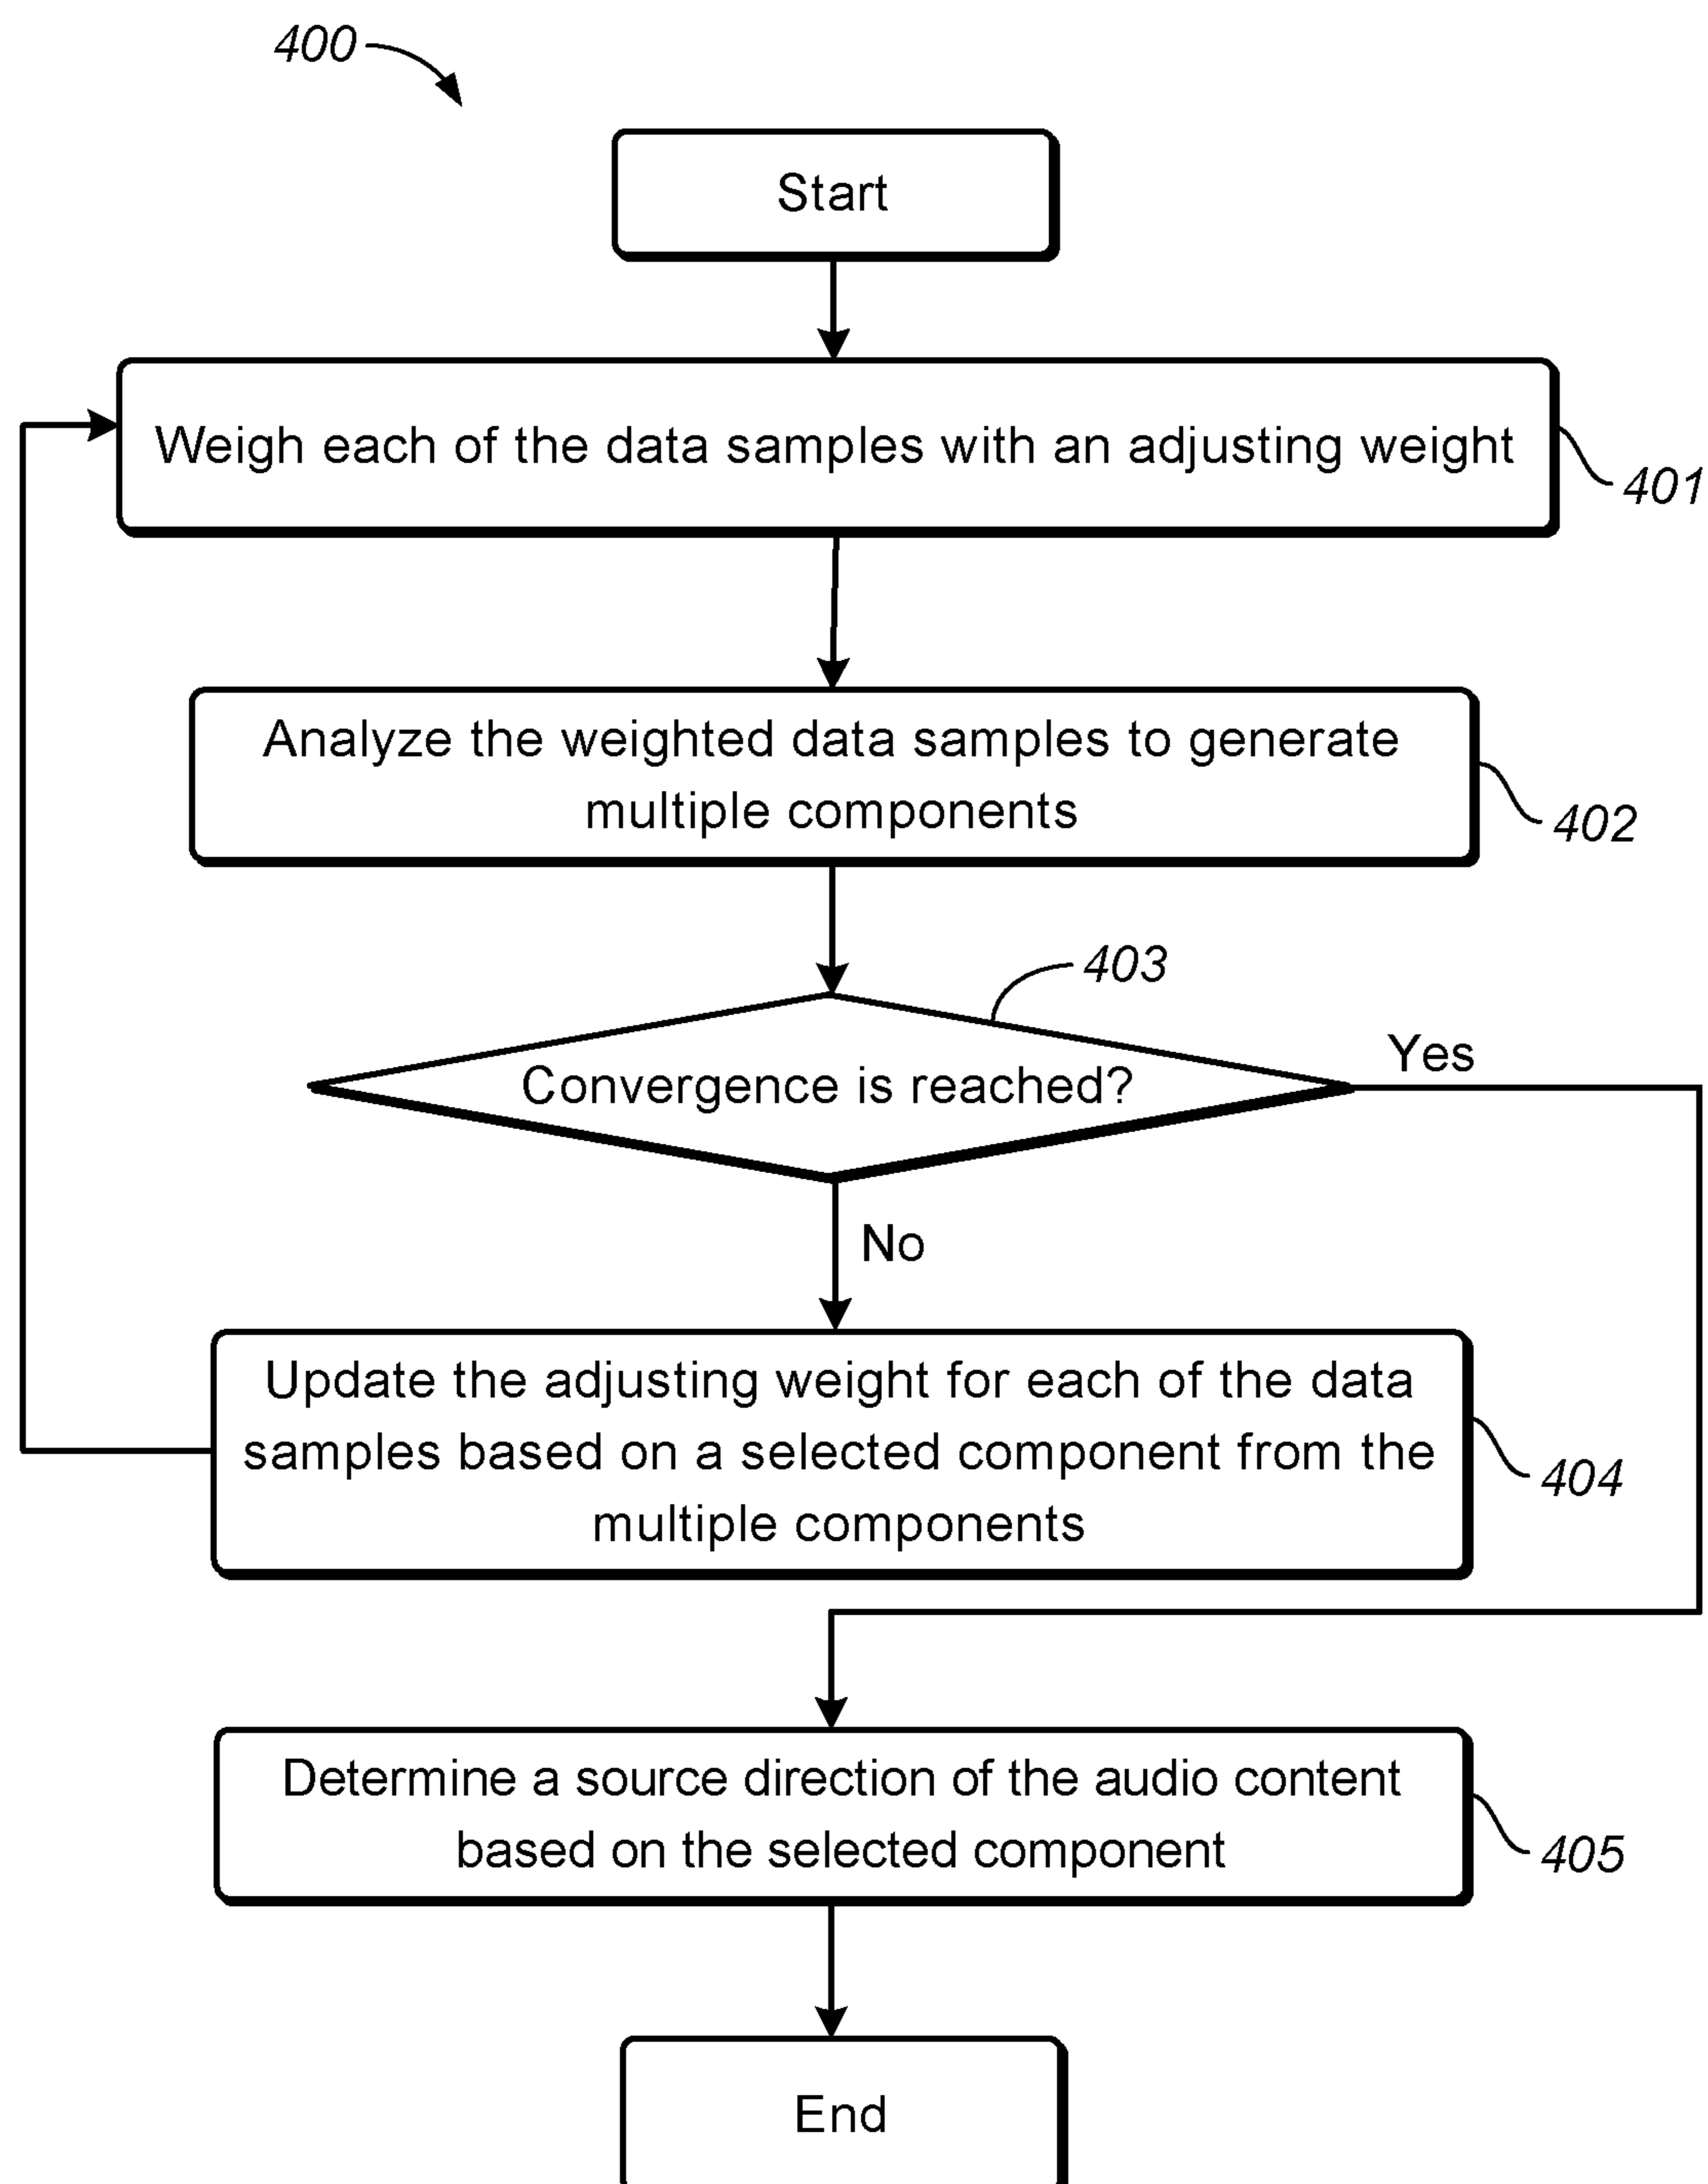 400
Start
Weigh each of the data samples with an adjusting weight
401
Analyze the weighted data samples to generate
multiple components
402
403
Convergence is reached?
Yes
No
Update the adjusting weight for each of the data
samples based on a selected component from the
multiple components
404
Determine a source direction of the audio content
based on the selected component
405
End